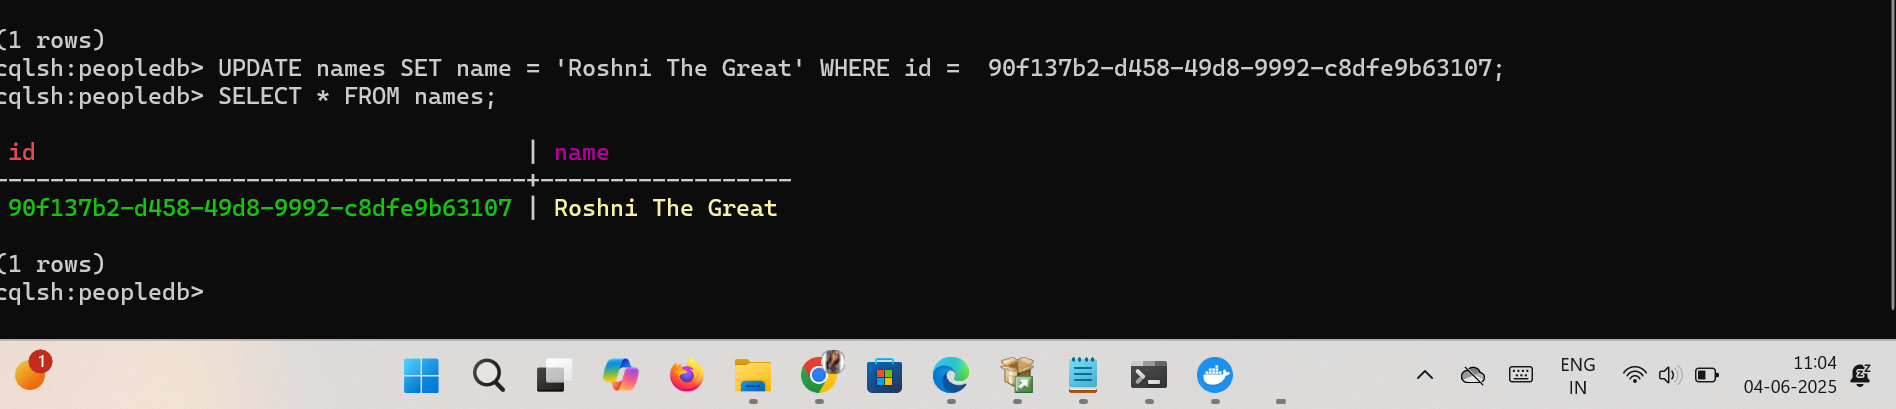 (1 rows)
cqlsh:peopledb> UPDATE names SET name = 'Roshni The Great' WHERE id =  90f137b2-d458-49d8-9992-c8dfe9b63107;
cqlsh:peopledb> SELECT * FROM names;
id | name
--------------------------------------+------------------
90f137b2-d458-49d8-9992-c8dfe9b63107 | Roshni The Great
(1 rows)
cqlsh:peopledb>
1
ENG
IN
11:04
04-06-2025